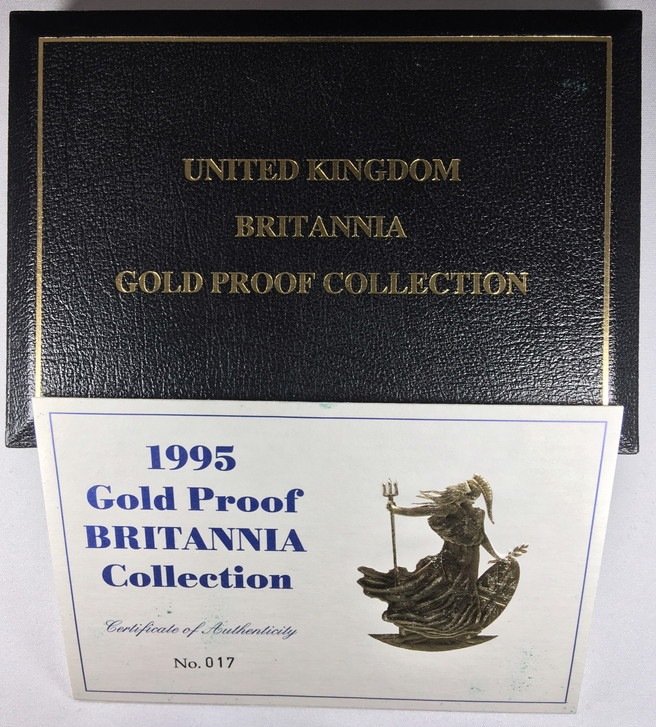 UNITED KINGDOM
BRITANNIA
GOLD PROOF COLLECTION
1995
Gold Proof
BRITANNIA
Collection
Certificate of Authenticity
No. 017